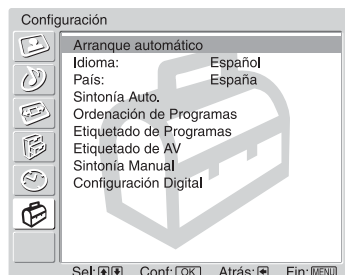 Configuración
Arranque automático
Idioma: Español
País: España
Sintonía Auto.
Ordenación de Programas
Etiquetado de Programas
Etiquetado de AV
Sintonía Manual
Configuración Digital
Sel: Conf: OK Atrás: Fin: MENU